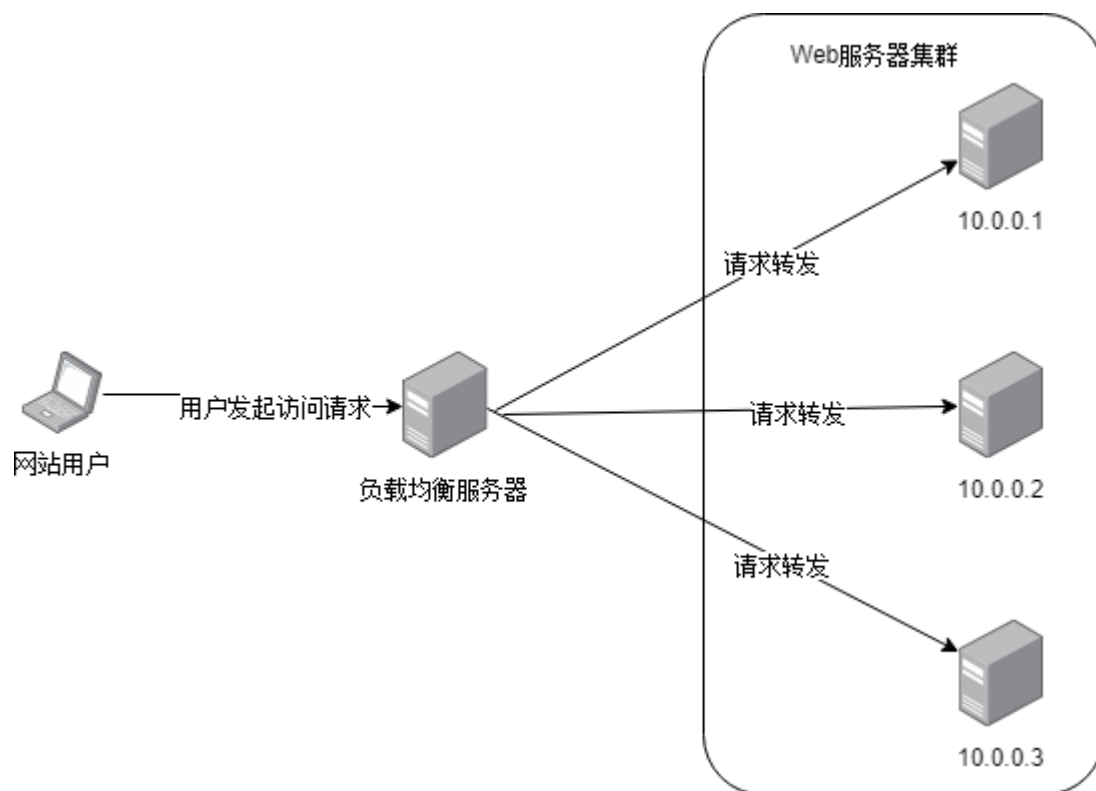 Web服务器集群
10.0.0.1
请求转发
用户发起访问请求
请求转发
网站用户
负载均衡服务器
10.0.0.2
请求转发
10.0.0.3